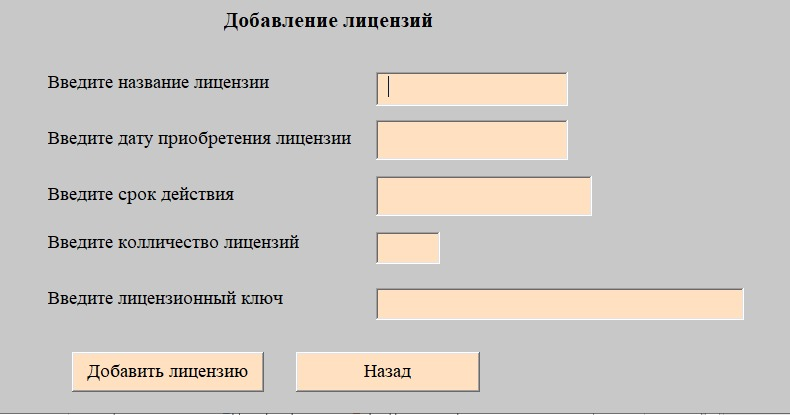 Добавление лицензий
Введите название лицензии
Введите дату приобретения лицензии
Введите срок действия
Введите колличество лицензий
Введите лицензионный ключ
Добавить лицензию
Назад